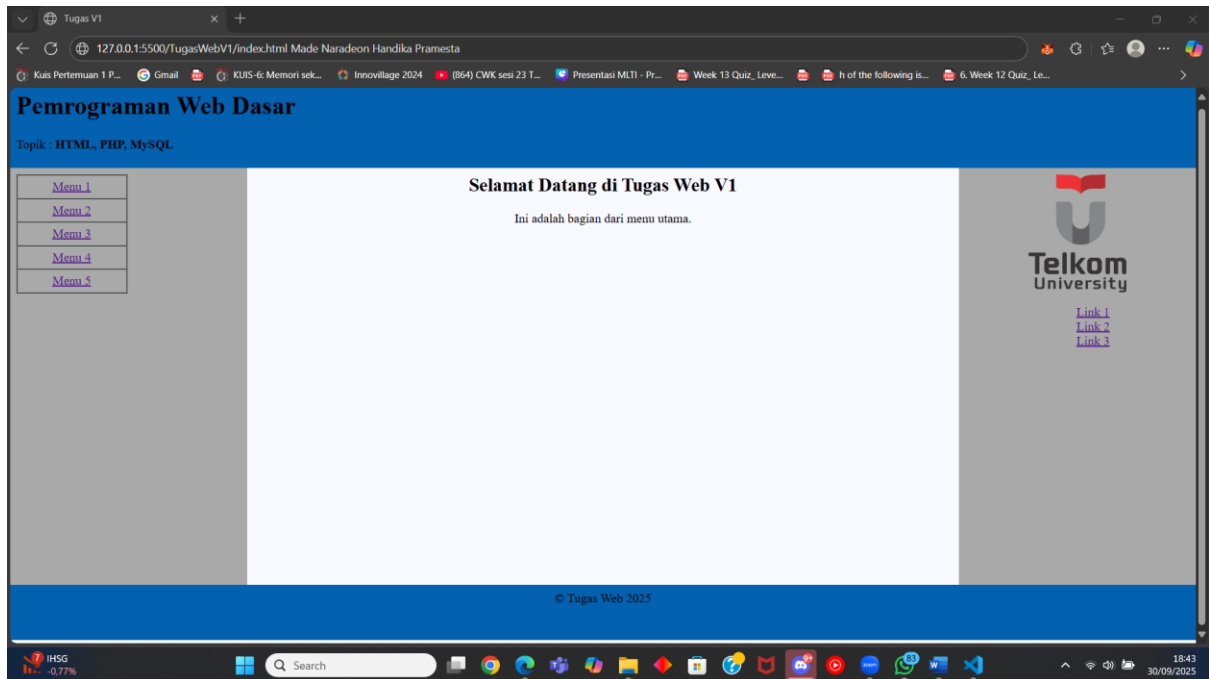 Tugas V1
127.0.0.1:5500/TugasWebV1/index.html Made Naradeon Handika Pramesta
Kuis Pertemuan 1 P... Gmail KUIS-6: Memori sek... Innovillage 2024 (864) CWK sesi 23 T... Presentasi MLTI - Pr... Week 13 Quiz_ Leve... h of the following is... 6. Week 12 Quiz_ Le...
Pemrograman Web Dasar
Topik : HTML, PHP, MySQL
Menu 1
Menu 2
Menu 3
Menu 4
Menu 5
Selamat Datang di Tugas Web V1
Ini adalah bagian dari menu utama.
Telkom
University
Link 1
Link 2
Link 3
© Tugas Web 2025
7
IHSG
-0,77%
Search
9+
zoom
83
18:43
30/09/2025